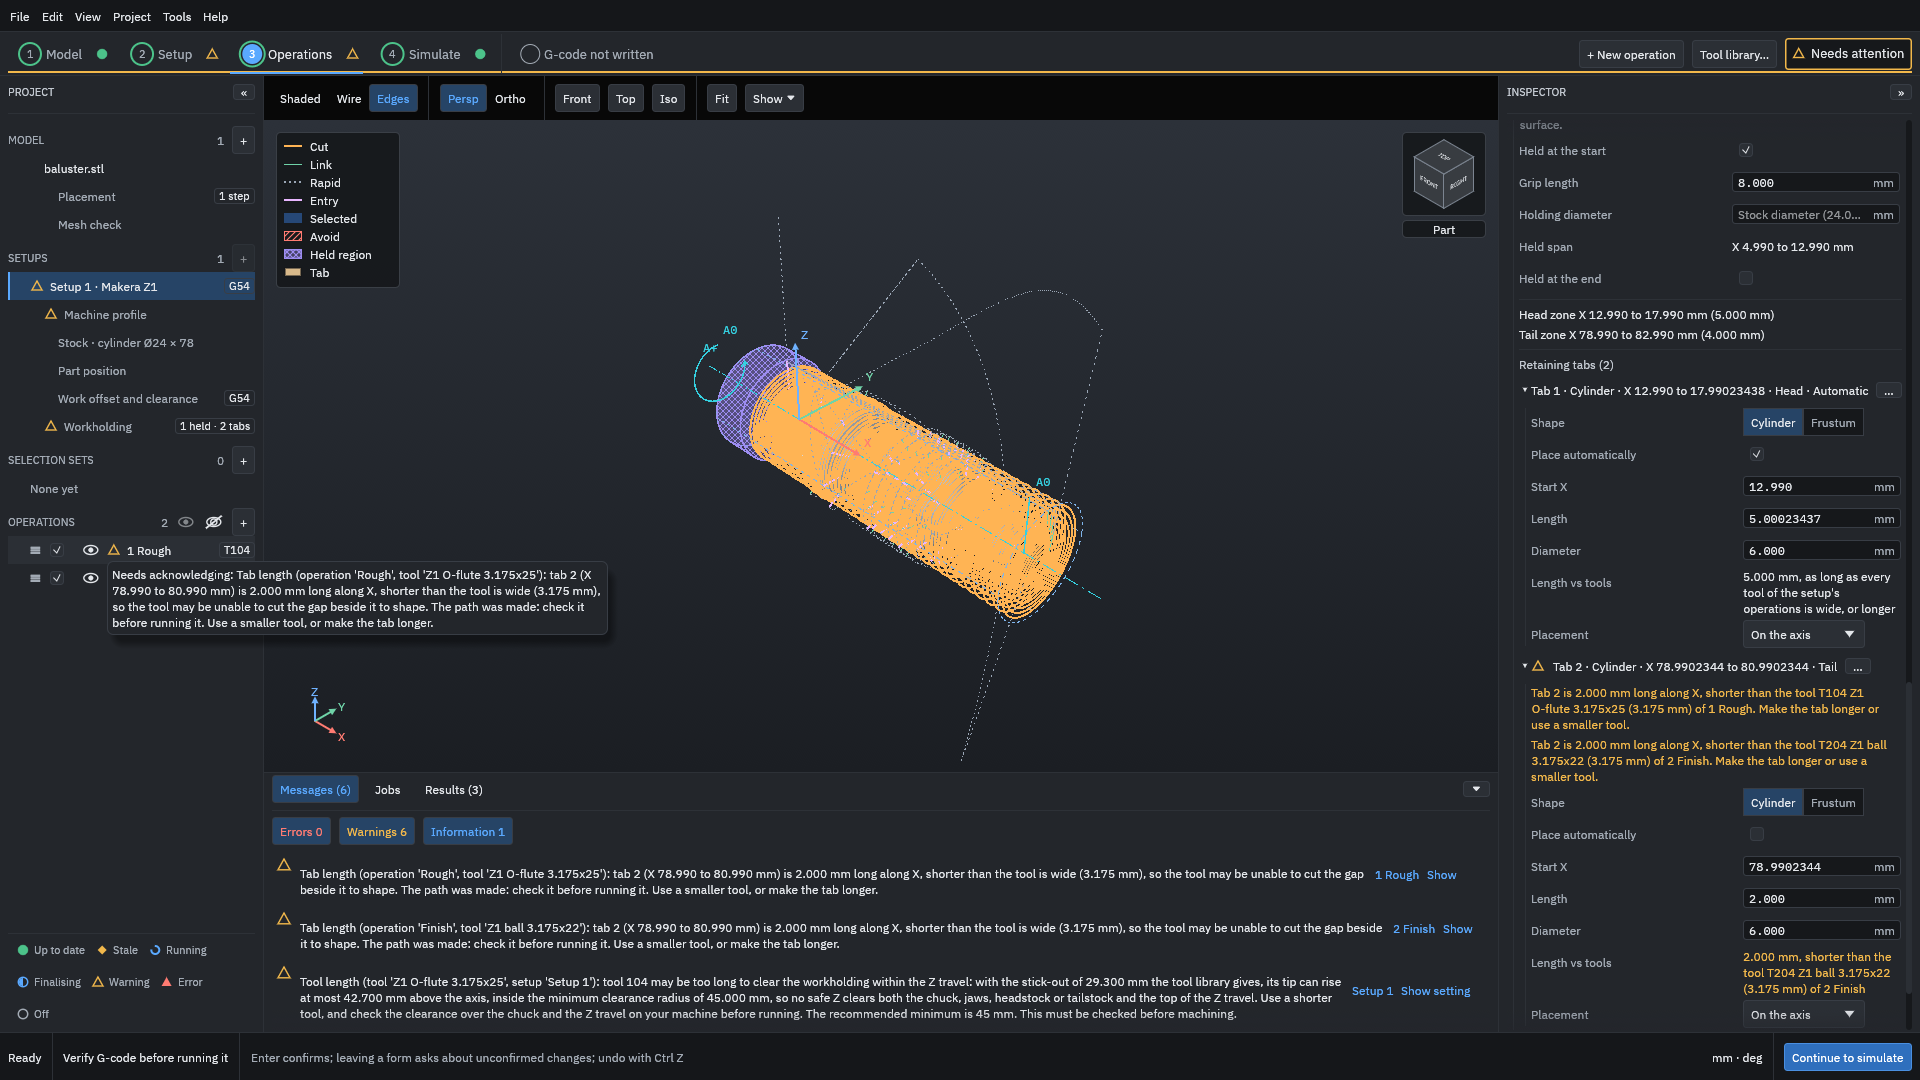 File Edit View Project Tools Help
1 Model 2 Setup 3 Operations 4 Simulate G-code not written + New operation Tool library... Needs attention
PROJECT «
Shaded Wire Edges Persp Ortho Front Top Iso Fit Show
INSPECTOR »
MODEL 1 +
baluster.stl
Placement 1 step
Mesh check
SETUPS 1 +
Setup 1 · Makera Z1 G54
Machine profile
Stock · cylinder Ø24 × 78
Part position
Work offset and clearance G54
Workholding 1 held · 2 tabs
SELECTION SETS 0 +
None yet
OPERATIONS 2 +
1 Rough T104
Needs acknowledging: Tab length (operation 'Rough', tool 'Z1 O-flute 3.175x25'): tab 2 (X
78.990 to 80.990 mm) is 2.000 mm long along X, shorter than the tool is wide (3.175 mm),
so the tool may be unable to cut the gap beside it to shape. The path was made: check it
before running it. Use a smaller tool, or make the tab longer.
Up to date Stale Running
Finalising Warning Error
Off
Cut
Link
Rapid
Entry
Selected
Avoid
Held region
Tab
A0
A+
Z
Y
X
A0
Z
Y
X
TOP
FRONT RIGHT
Part
Messages (6) Jobs Results (3)
Errors 0 Warnings 6 Information 1
Tab length (operation 'Rough', tool 'Z1 O-flute 3.175x25'): tab 2 (X 78.990 to 80.990 mm) is 2.000 mm long along X, shorter than the tool is wide (3.175 mm), so the tool may be unable to cut the gap
beside it to shape. The path was made: check it before running it. Use a smaller tool, or make the tab longer.
1 Rough Show
Tab length (operation 'Finish', tool 'Z1 ball 3.175x22'): tab 2 (X 78.990 to 80.990 mm) is 2.000 mm long along X, shorter than the tool is wide (3.175 mm), so the tool may be unable to cut the gap beside
it to shape. The path was made: check it before running it. Use a smaller tool, or make the tab longer.
2 Finish Show
Tool length (tool 'Z1 O-flute 3.175x25', setup 'Setup 1'): tool 104 may be too long to clear the workholding within the Z travel: with the stick-out of 29.300 mm the tool library gives, its tip can rise
at most 42.700 mm above the axis, inside the minimum clearance radius of 45.000 mm, so no safe Z clears both the chuck, jaws, headstock or tailstock and the top of the Z travel. Use a shorter
tool, and check the clearance over the chuck and the Z travel on your machine before running. The recommended minimum is 45 mm. This must be checked before machining.
Setup 1 Show setting
surface.
Held at the start
Grip length 8.000 mm
Holding diameter Stock diameter (24.0... mm
Held span X 4.990 to 12.990 mm
Held at the end
Head zone X 12.990 to 17.990 mm (5.000 mm)
Tail zone X 78.990 to 82.990 mm (4.000 mm)
Retaining tabs (2)
Tab 1 · Cylinder · X 12.990 to 17.99023438 · Head · Automatic ...
Shape Cylinder Frustum
Place automatically
Start X 12.990 mm
Length 5.00023437 mm
Diameter 6.000 mm
Length vs tools 5.000 mm, as long as every
tool of the setup's
operations is wide, or longer
Placement On the axis
Tab 2 · Cylinder · X 78.9902344 to 80.9902344 · Tail ...
Tab 2 is 2.000 mm long along X, shorter than the tool T104 Z1
O-flute 3.175x25 (3.175 mm) of 1 Rough. Make the tab longer or
use a smaller tool.
Tab 2 is 2.000 mm long along X, shorter than the tool T204 Z1 ball
3.175x22 (3.175 mm) of 2 Finish. Make the tab longer or use a
smaller tool.
Shape Cylinder Frustum
Place automatically
Start X 78.9902344 mm
Length 2.000 mm
Diameter 6.000 mm
Length vs tools 2.000 mm, shorter than the
tool T204 Z1 ball 3.175x22
(3.175 mm) of 2 Finish
Placement On the axis
Ready Verify G-code before running it Enter confirms; leaving a form asks about unconfirmed changes; undo with Ctrl Z mm · deg Continue to simulate